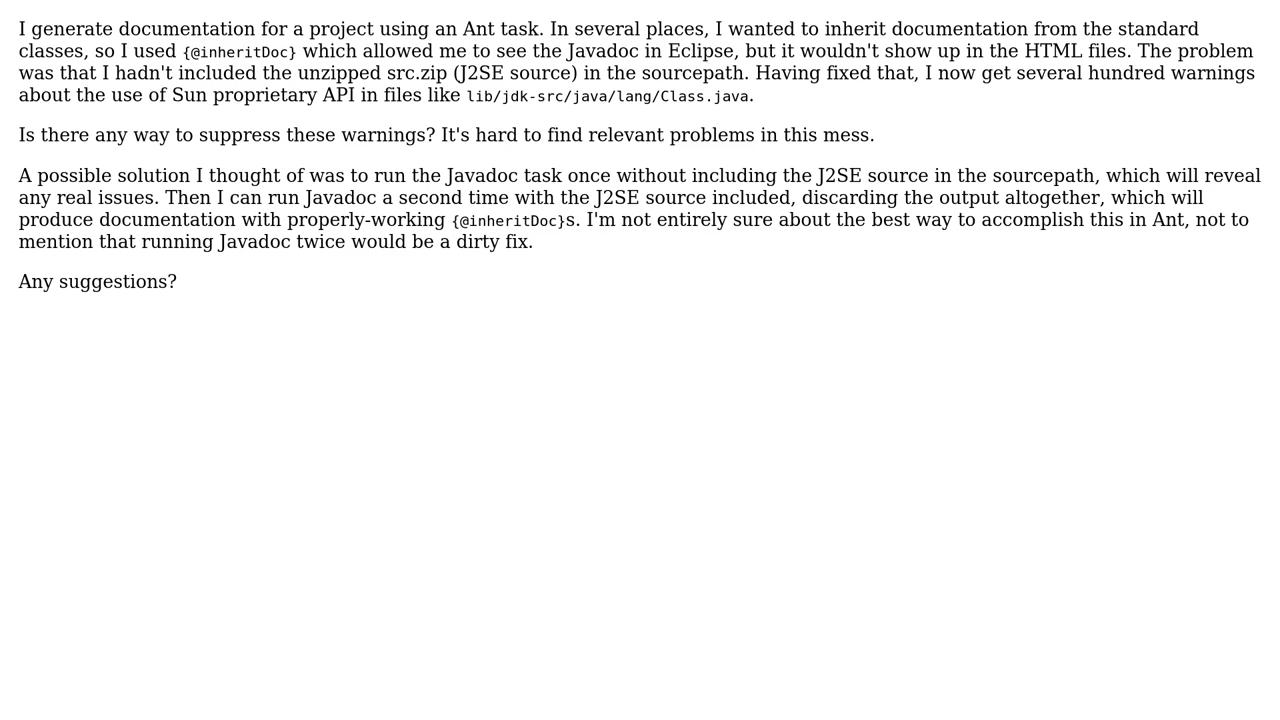 I generate documentation for a project using an Ant task. In several places, I wanted to inherit documentation from the standard
classes, so I used {@inheritDoc} which allowed me to see the Javadoc in Eclipse, but it wouldn't show up in the HTML files. The problem
was that I hadn't included the unzipped src.zip (J2SE source) in the sourcepath. Having fixed that, I now get several hundred warnings
about the use of Sun proprietary API in files like lib/jdk-src/java/lang/Class.java.
Is there any way to suppress these warnings? It's hard to find relevant problems in this mess.
A possible solution I thought of was to run the Javadoc task once without including the J2SE source in the sourcepath, which will reveal
any real issues. Then I can run Javadoc a second time with the J2SE source included, discarding the output altogether, which will
produce documentation with properly-working {@inheritDoc}s. I'm not entirely sure about the best way to accomplish this in Ant, not to
mention that running Javadoc twice would be a dirty fix.
Any suggestions?